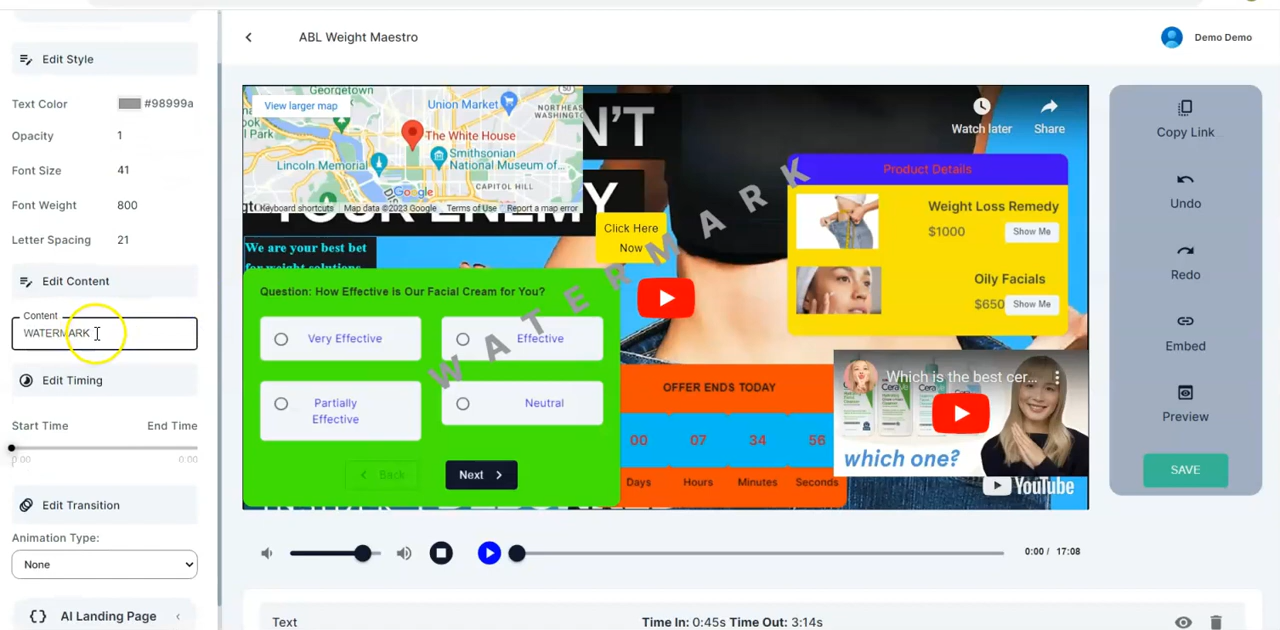 ABL Weight Maestro
Demo Demo
Edit Style
Text Color
#98999a
Opacity
1
Font Size
41
Font Weight
800
Letter Spacing
21
Edit Content
Content
WATERMARK
Edit Timing
Start Time
End Time
0:00
0:00
Edit Transition
Animation Type:
None
AI Landing Page
View larger map
Georgetown
Union Market
50
NORTHEAS
WASHINGTO
The White House
Lincoln Memorial
Smithsonian
National Museum of...
CAPITOL HILL
Google
Keyboard shortcuts
Map data ©2023 Google
Terms of Use
Report a map error
N'T
ENEMY
We are your best bet
for weight solutions
Click Here
Now
WATERMARK
Watch later
Share
Product Details
Weight Loss Remedy
$1000
Show Me
Oily Facials
$650
Show Me
Question: How Effective is Our Facial Cream for You?
Very Effective
Effective
Partially
Effective
Neutral
Back
Next
OFFER ENDS TODAY
00
07
34
56
Days
Hours
Minutes
Seconds
Which is the best cer...
which one?
YouTube
0:00 / 17:08
Text
Time In: 0:45s Time Out: 3:14s
Copy Link
Undo
Redo
Embed
Preview
SAVE